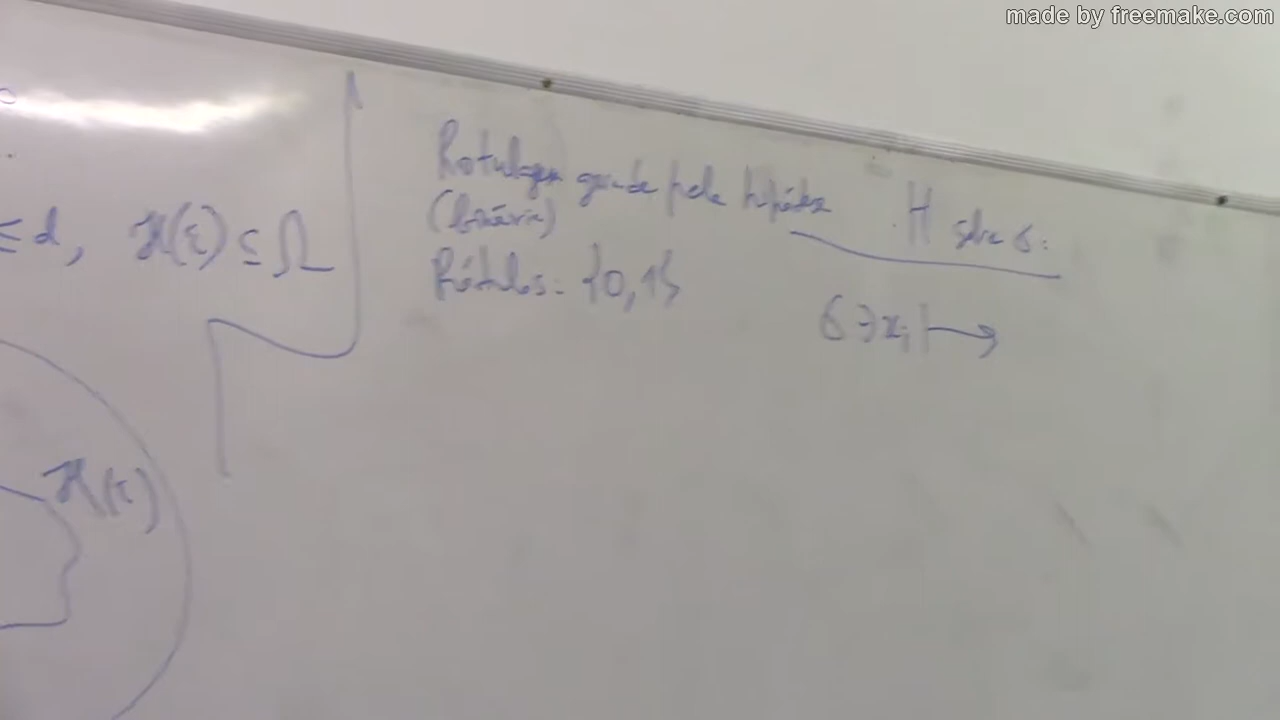 made by freemake.com
≤ d, ℋ(ε) ⊆ Ω
Rotulagem gerada pela hipótese H sobre σ:
(binária)
Rótulos: {0,1}
σ ∋ xᵢ ↦
ℋ(ε)